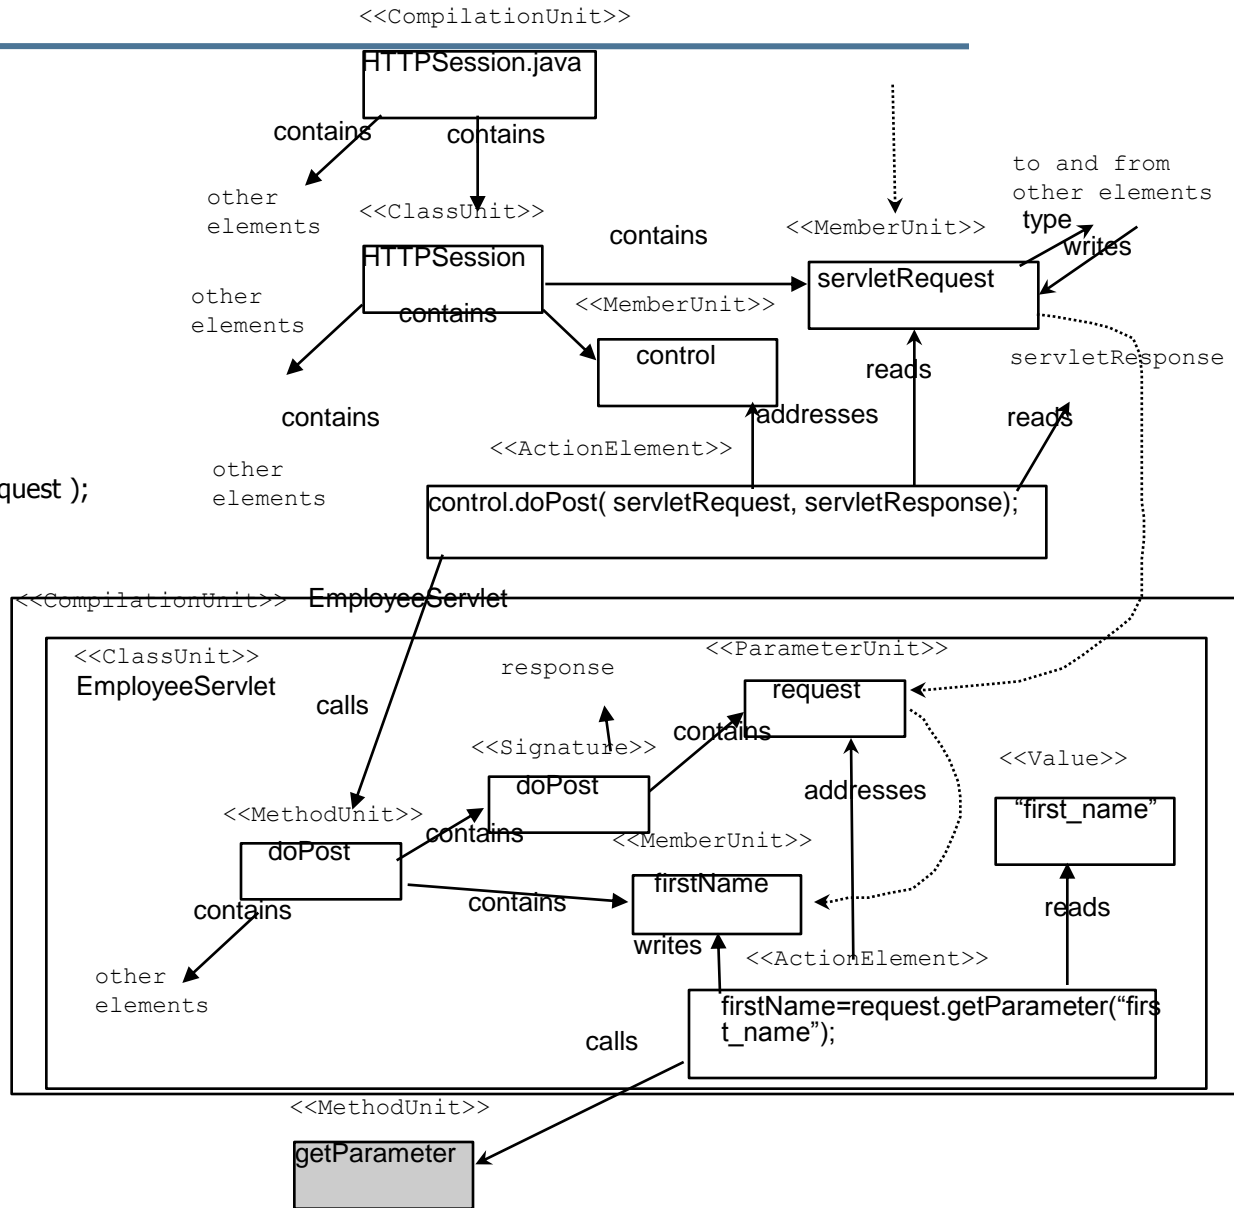 <<CompilationUnit>>
HTTPSession.java
contains
contains
to and from
other elements
other
elements
<<ClassUnit>>
<<MemberUnit>>
type
writes
contains
HTTPSession
servletRequest
other
elements
contains
<<MemberUnit>>
control
reads
servletResponse
contains
addresses
reads
<<ActionElement>>
other
elements
quest );
control.doPost( servletRequest, servletResponse);
<<CompilationUnit>> EmployeeServlet
<<ClassUnit>>
EmployeeServlet
response
<<ParameterUnit>>
request
calls
contains
<<Signature>>
<<Value>>
doPost
addresses
"first_name"
<<MethodUnit>>
contains
<<MemberUnit>>
doPost
firstName
contains
contains
reads
writes
<<ActionElement>>
other
elements
firstName=request.getParameter(“firs
t_name”);
calls
<<MethodUnit>>
getParameter